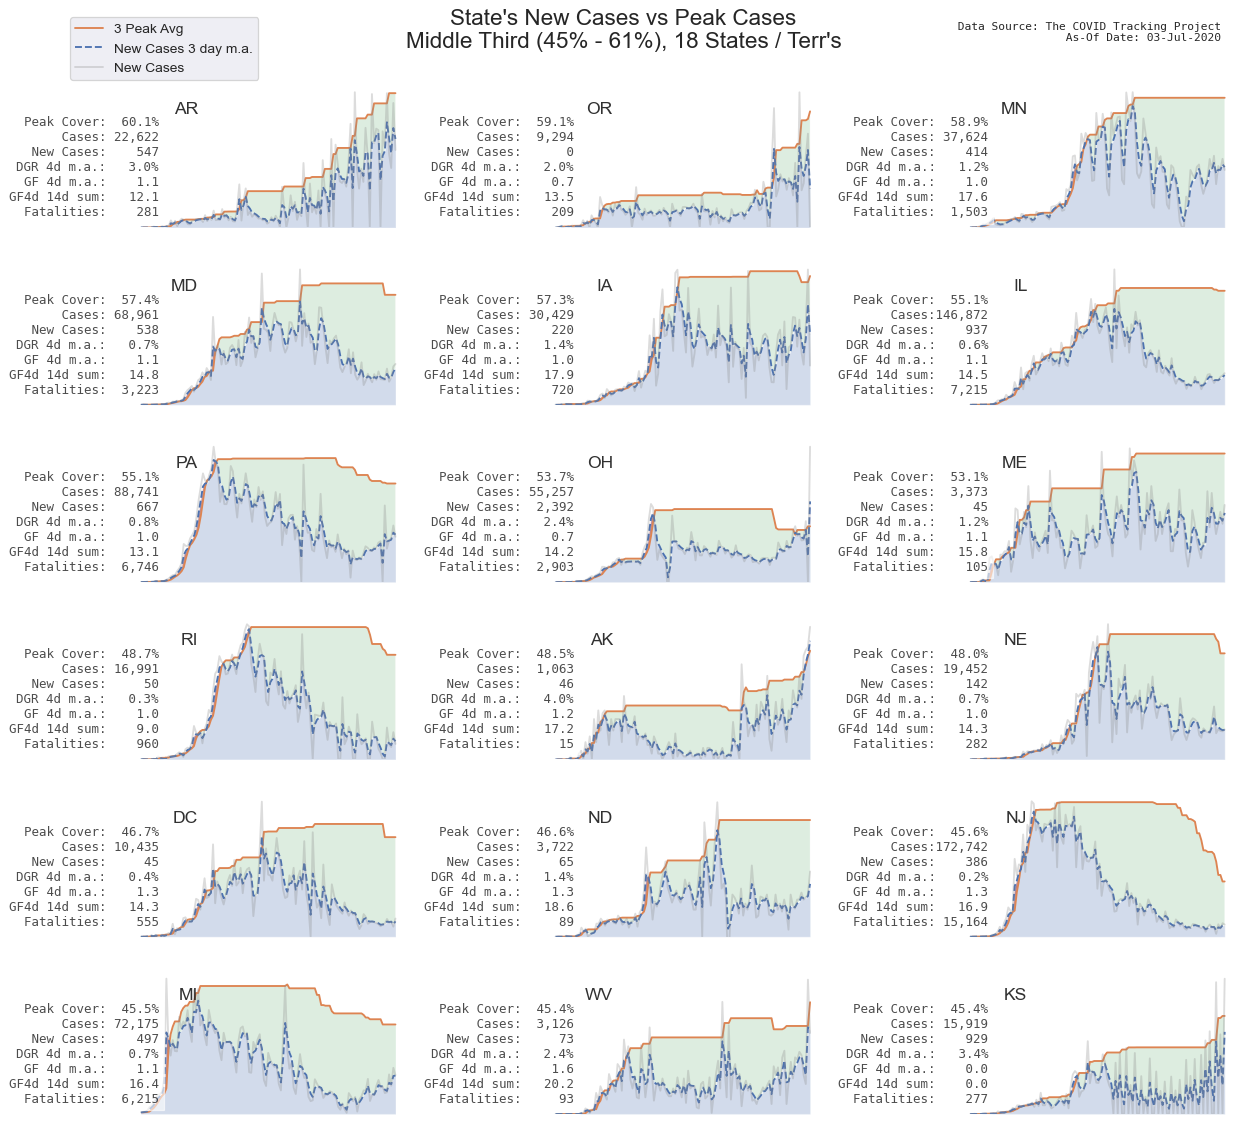 3 Peak Avg
New Cases 3 day m.a.
New Cases
State's New Cases vs Peak Cases
Middle Third (45% - 61%), 18 States / Terr's
Data Source: The COVID Tracking Project
As-Of Date: 03-Jul-2020
AR
Peak Cover: 60.1%
Cases: 22,622
New Cases: 547
DGR 4d m.a.: 3.0%
GF 4d m.a.: 1.1
GF4d 14d sum: 12.1
Fatalities: 281
OR
Peak Cover: 59.1%
Cases: 9,294
New Cases: 0
DGR 4d m.a.: 2.0%
GF 4d m.a.: 0.7
GF4d 14d sum: 13.5
Fatalities: 209
MN
Peak Cover: 58.9%
Cases: 37,624
New Cases: 414
DGR 4d m.a.: 1.2%
GF 4d m.a.: 1.0
GF4d 14d sum: 17.6
Fatalities: 1,503
MD
Peak Cover: 57.4%
Cases: 68,961
New Cases: 538
DGR 4d m.a.: 0.7%
GF 4d m.a.: 1.1
GF4d 14d sum: 14.8
Fatalities: 3,223
IA
Peak Cover: 57.3%
Cases: 30,429
New Cases: 220
DGR 4d m.a.: 1.4%
GF 4d m.a.: 1.0
GF4d 14d sum: 17.9
Fatalities: 720
IL
Peak Cover: 55.1%
Cases:146,872
New Cases: 937
DGR 4d m.a.: 0.6%
GF 4d m.a.: 1.1
GF4d 14d sum: 14.5
Fatalities: 7,215
PA
Peak Cover: 55.1%
Cases: 88,741
New Cases: 667
DGR 4d m.a.: 0.8%
GF 4d m.a.: 1.0
GF4d 14d sum: 13.1
Fatalities: 6,746
OH
Peak Cover: 53.7%
Cases: 55,257
New Cases: 2,392
DGR 4d m.a.: 2.4%
GF 4d m.a.: 0.7
GF4d 14d sum: 14.2
Fatalities: 2,903
ME
Peak Cover: 53.1%
Cases: 3,373
New Cases: 45
DGR 4d m.a.: 1.2%
GF 4d m.a.: 1.1
GF4d 14d sum: 15.8
Fatalities: 105
RI
Peak Cover: 48.7%
Cases: 16,991
New Cases: 50
DGR 4d m.a.: 0.3%
GF 4d m.a.: 1.0
GF4d 14d sum: 9.0
Fatalities: 960
AK
Peak Cover: 48.5%
Cases: 1,063
New Cases: 46
DGR 4d m.a.: 4.0%
GF 4d m.a.: 1.2
GF4d 14d sum: 17.2
Fatalities: 15
NE
Peak Cover: 48.0%
Cases: 19,452
New Cases: 142
DGR 4d m.a.: 0.7%
GF 4d m.a.: 1.0
GF4d 14d sum: 14.3
Fatalities: 282
DC
Peak Cover: 46.7%
Cases: 10,435
New Cases: 45
DGR 4d m.a.: 0.4%
GF 4d m.a.: 1.3
GF4d 14d sum: 14.3
Fatalities: 555
ND
Peak Cover: 46.6%
Cases: 3,722
New Cases: 65
DGR 4d m.a.: 1.4%
GF 4d m.a.: 1.3
GF4d 14d sum: 18.6
Fatalities: 89
NJ
Peak Cover: 45.6%
Cases:172,742
New Cases: 386
DGR 4d m.a.: 0.2%
GF 4d m.a.: 1.3
GF4d 14d sum: 16.9
Fatalities: 15,164
MI
Peak Cover: 45.5%
Cases: 72,175
New Cases: 497
DGR 4d m.a.: 0.7%
GF 4d m.a.: 1.1
GF4d 14d sum: 16.4
Fatalities: 6,215
WV
Peak Cover: 45.4%
Cases: 3,126
New Cases: 73
DGR 4d m.a.: 2.4%
GF 4d m.a.: 1.6
GF4d 14d sum: 20.2
Fatalities: 93
KS
Peak Cover: 45.4%
Cases: 15,919
New Cases: 929
DGR 4d m.a.: 3.4%
GF 4d m.a.: 0.0
GF4d 14d sum: 0.0
Fatalities: 277